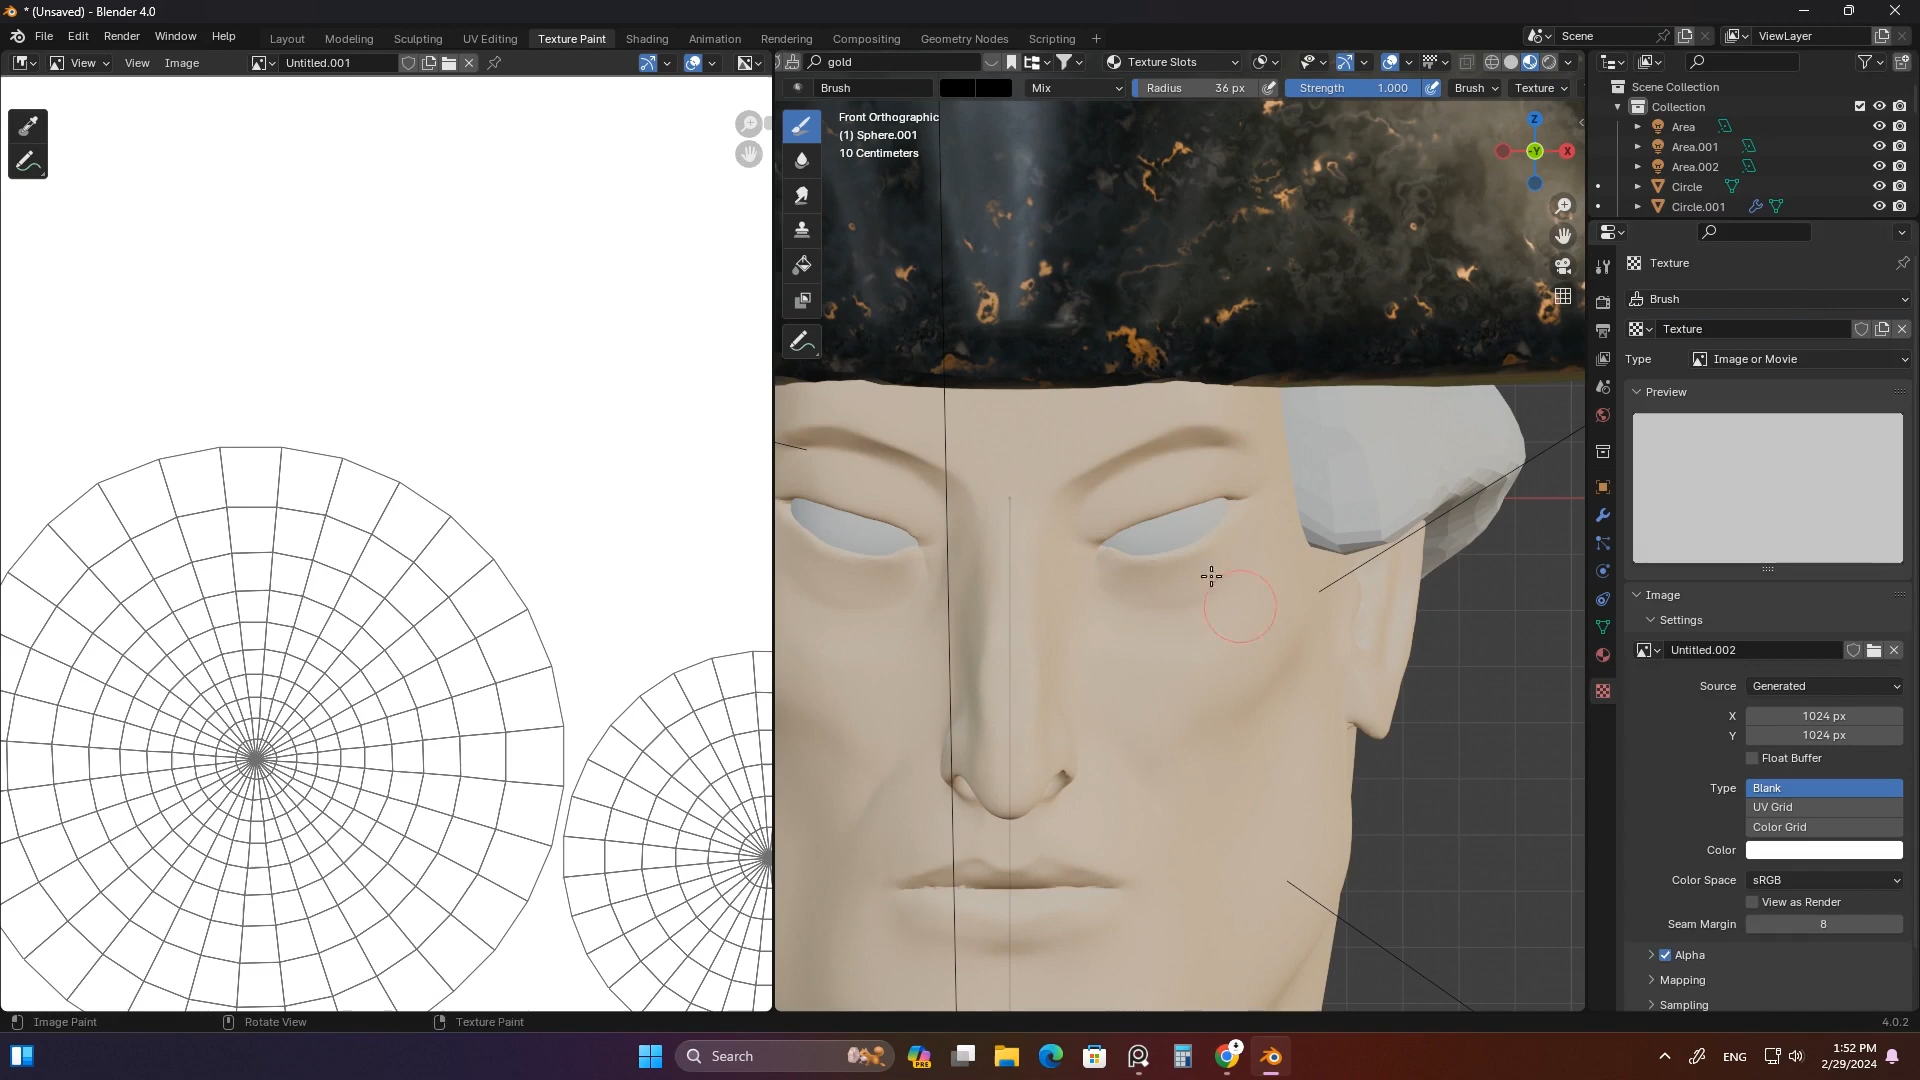 * (Unsaved) - Blender 4.0
File Edit Render Window Help
Layout Modeling Sculpting UV Editing Texture Paint Shading Animation Rendering Compositing Geometry Nodes Scripting +
Scene
ViewLayer
View View Image Untitled.001
gold
Texture Slots
Brush
Mix
Radius 36 px
Strength 1.000
Brush
Texture
Front Orthographic
(1) Sphere.001
10 Centimeters
Z
-Y
X
Scene Collection
Collection
Area
Area.001
Area.002
Circle
Circle.001
Texture
Brush
Texture
Type Image or Movie
Preview
Image
Settings
Untitled.002
Source Generated
X 1024 px
Y 1024 px
Float Buffer
Type Blank
UV Grid
Color Grid
Color
Color Space sRGB
View as Render
Seam Margin 8
Alpha
Mapping
Sampling
Image Paint
Rotate View
Texture Paint
4.0.2
Search
PRE
ENG
1:52 PM
2/29/2024